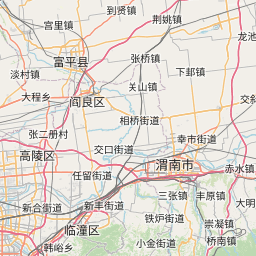 到贤镇
荆姚镇
宫里镇
龙池
富平县
张桥镇
淡村镇
下邽镇
关山镇
大程乡
阎良区
相桥街道
张二册村
辛市街道
交口街道
高陵区
渭南市
赤水镇
任留街道
三张镇
丰原镇
大明
新合街道
新丰街道
铁炉街道
临潼区
崇凝镇
韩峪乡
小金街道
桥南镇